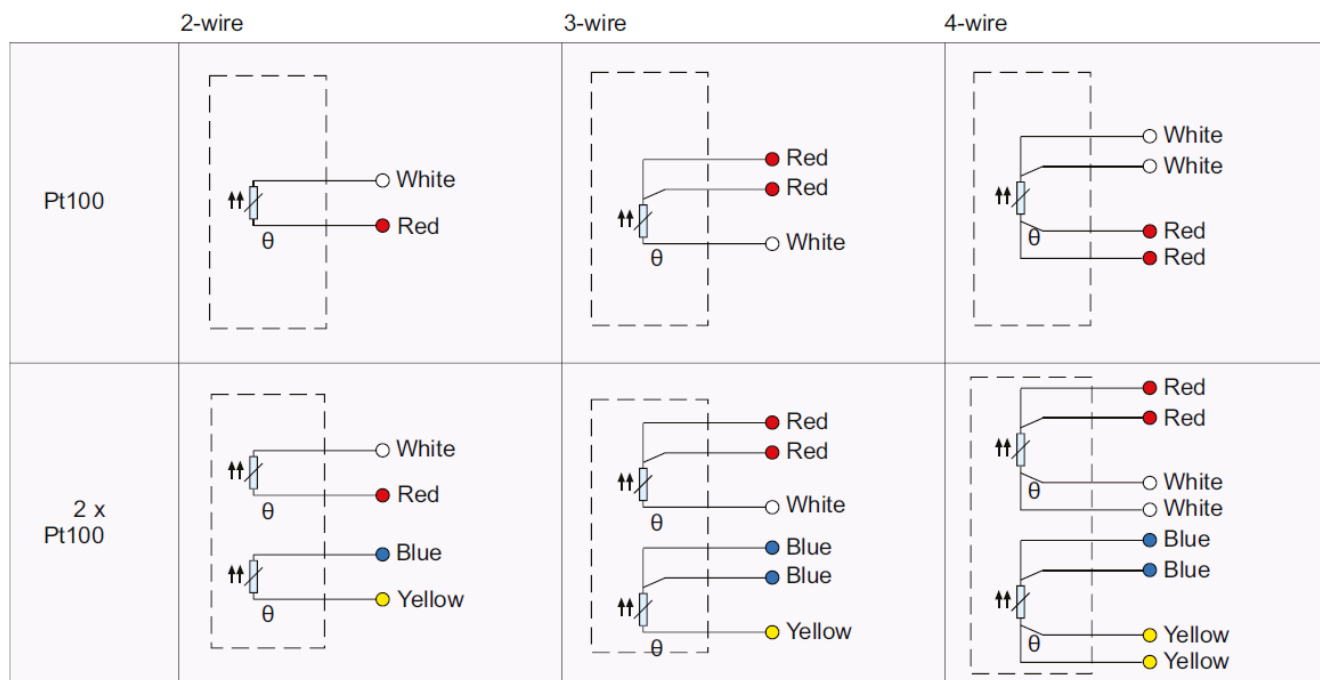 2-wire
3-wire
4-wire
Pt100
White
Red
θ
Red
Red
White
θ
White
White
Red
Red
θ
2 x
Pt100
White
Red
θ
Blue
Yellow
θ
Red
Red
White
θ
Blue
Blue
Yellow
θ
Red
Red
White
White
θ
Blue
Blue
Yellow
Yellow
θ